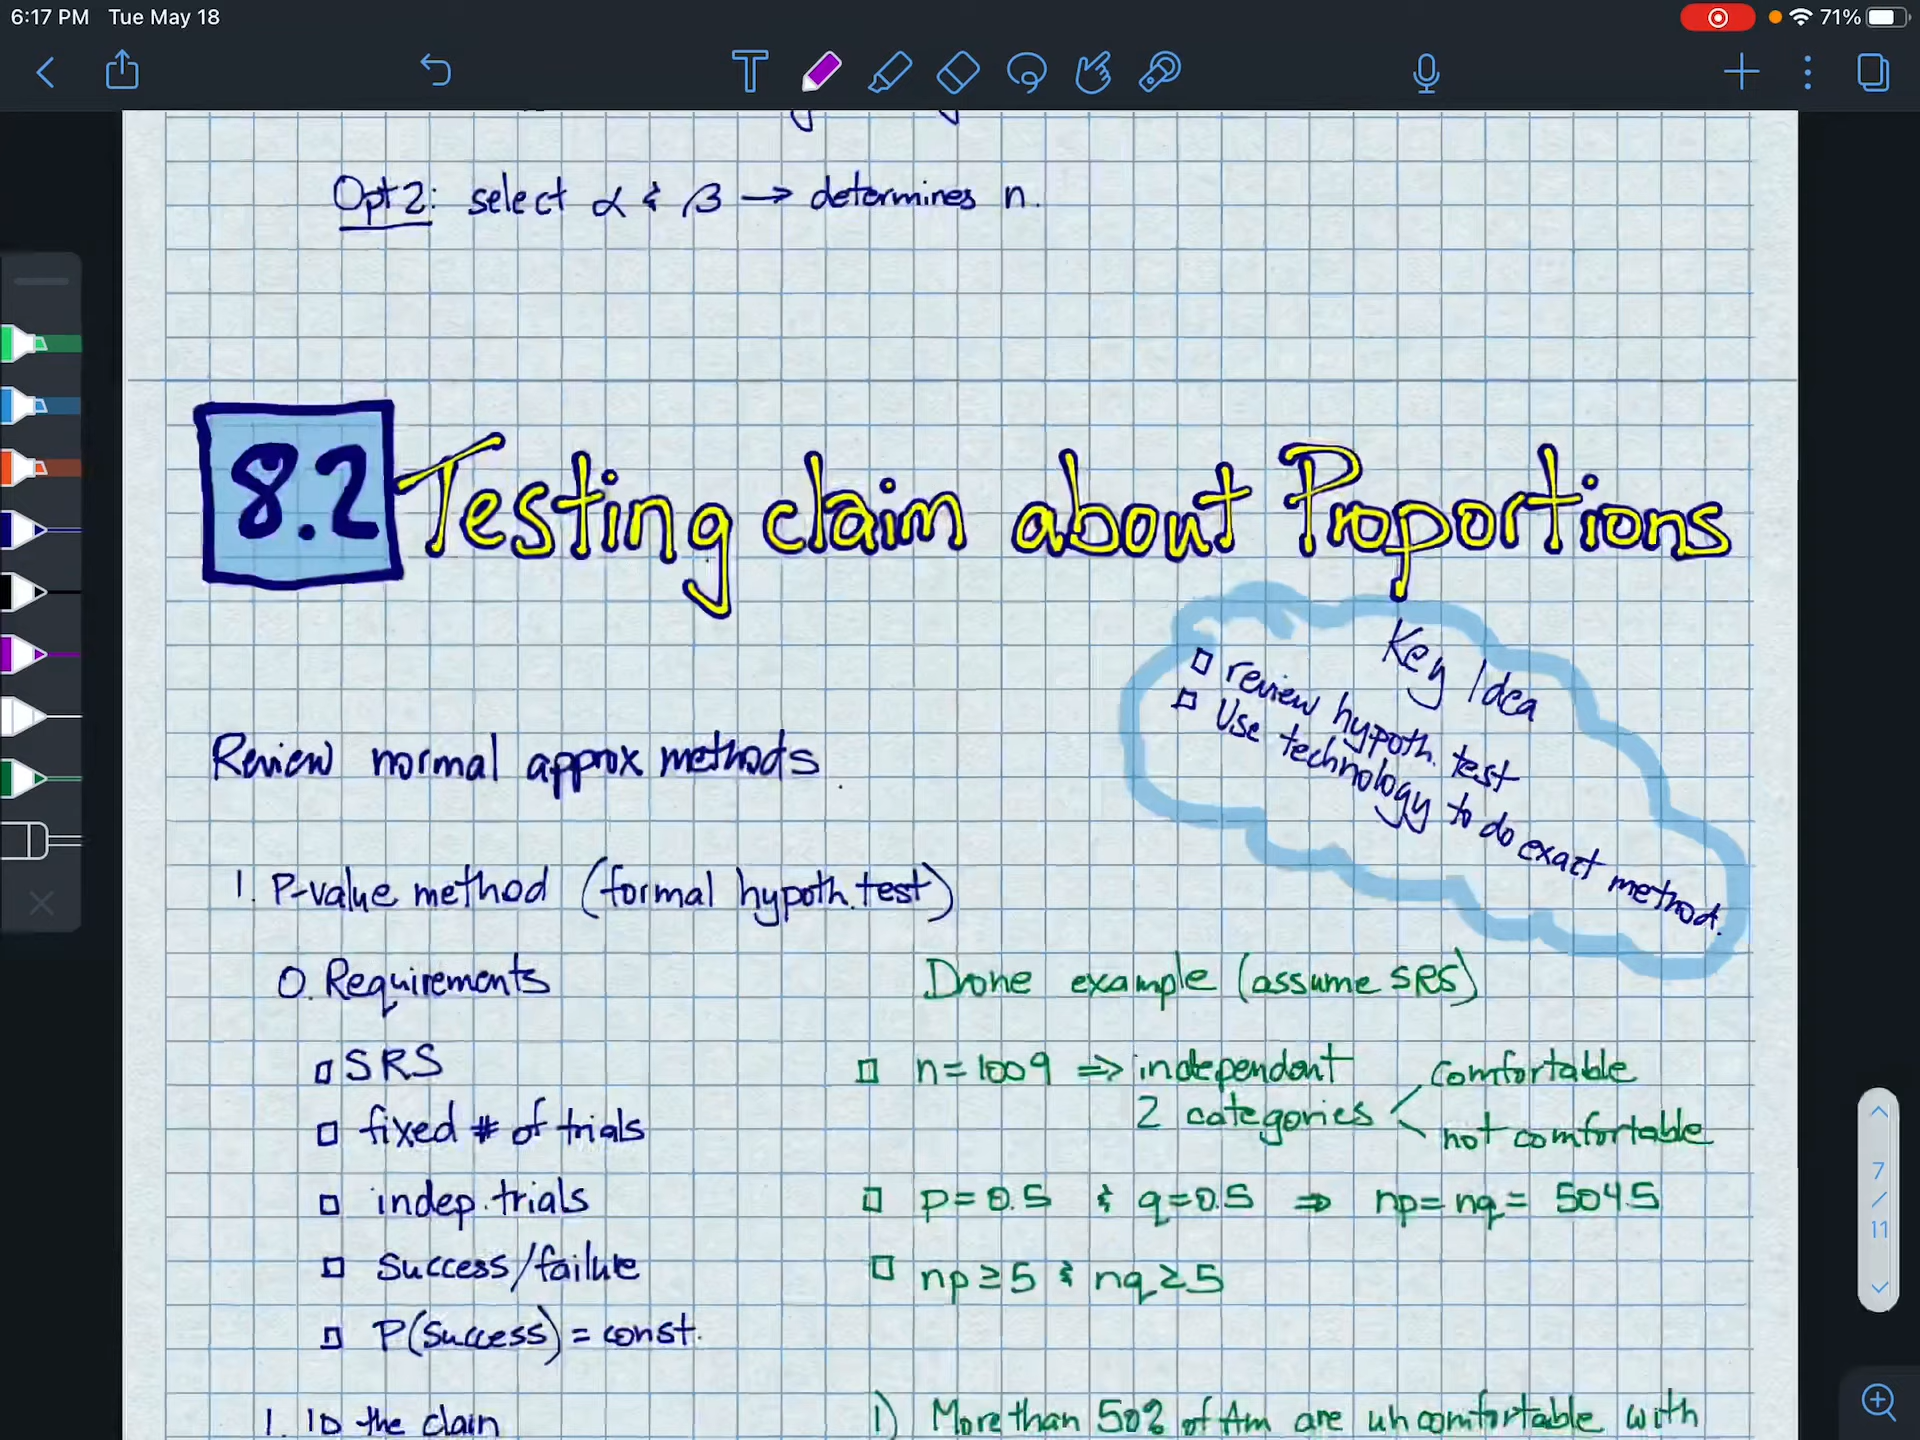 6:17 PM Tue May 18
71%
Opt 2: select α & β → determines n.
8.2 Testing claim about Proportions
Key Idea
□ review hypoth. test
□ Use technology to do exact method.
Review normal approx methods
1. P-value method (formal hypoth. test)
0. Requirements
Drone example (assume SRS)
□ SRS
□ n = 1009 ⇒ independent
2 categories
comfortable
not comfortable
□ fixed # of trials
□ indep. trials
□ p = 0.5 & q = 0.5 ⇒ np = nq = 504.5
□ Success/failure
□ np ≥ 5 & nq ≥ 5
□ P(Success) = const.
1. ID the claim
1) More than 50% of Am are uncomfortable with
7
/
11